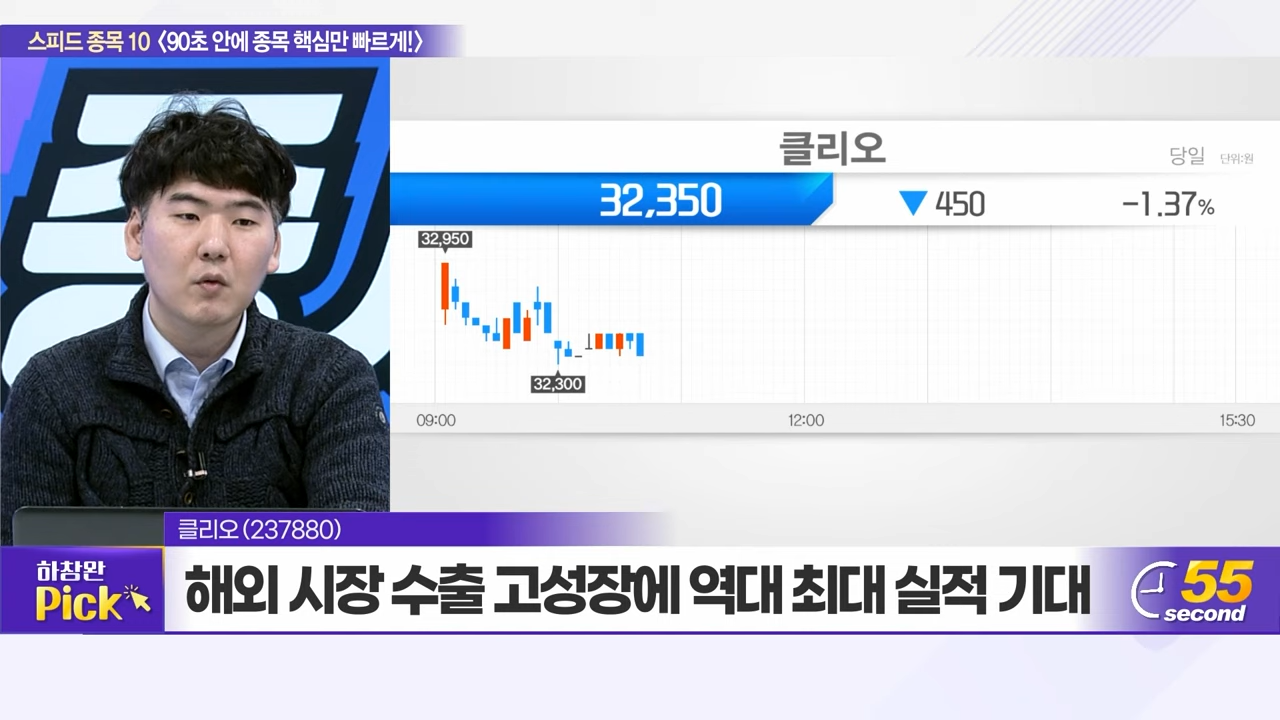 스피드 종목 10 〈90초 안에 종목 핵심만 빠르게!〉
클리오
당일 단위:원
32,350 ▼450 -1.37%
32,950
32,300
09:00 12:00 15:30
클리오 (237880)
하창완
Pick
해외 시장 수출 고성장에 역대 최대 실적 기대
55
second